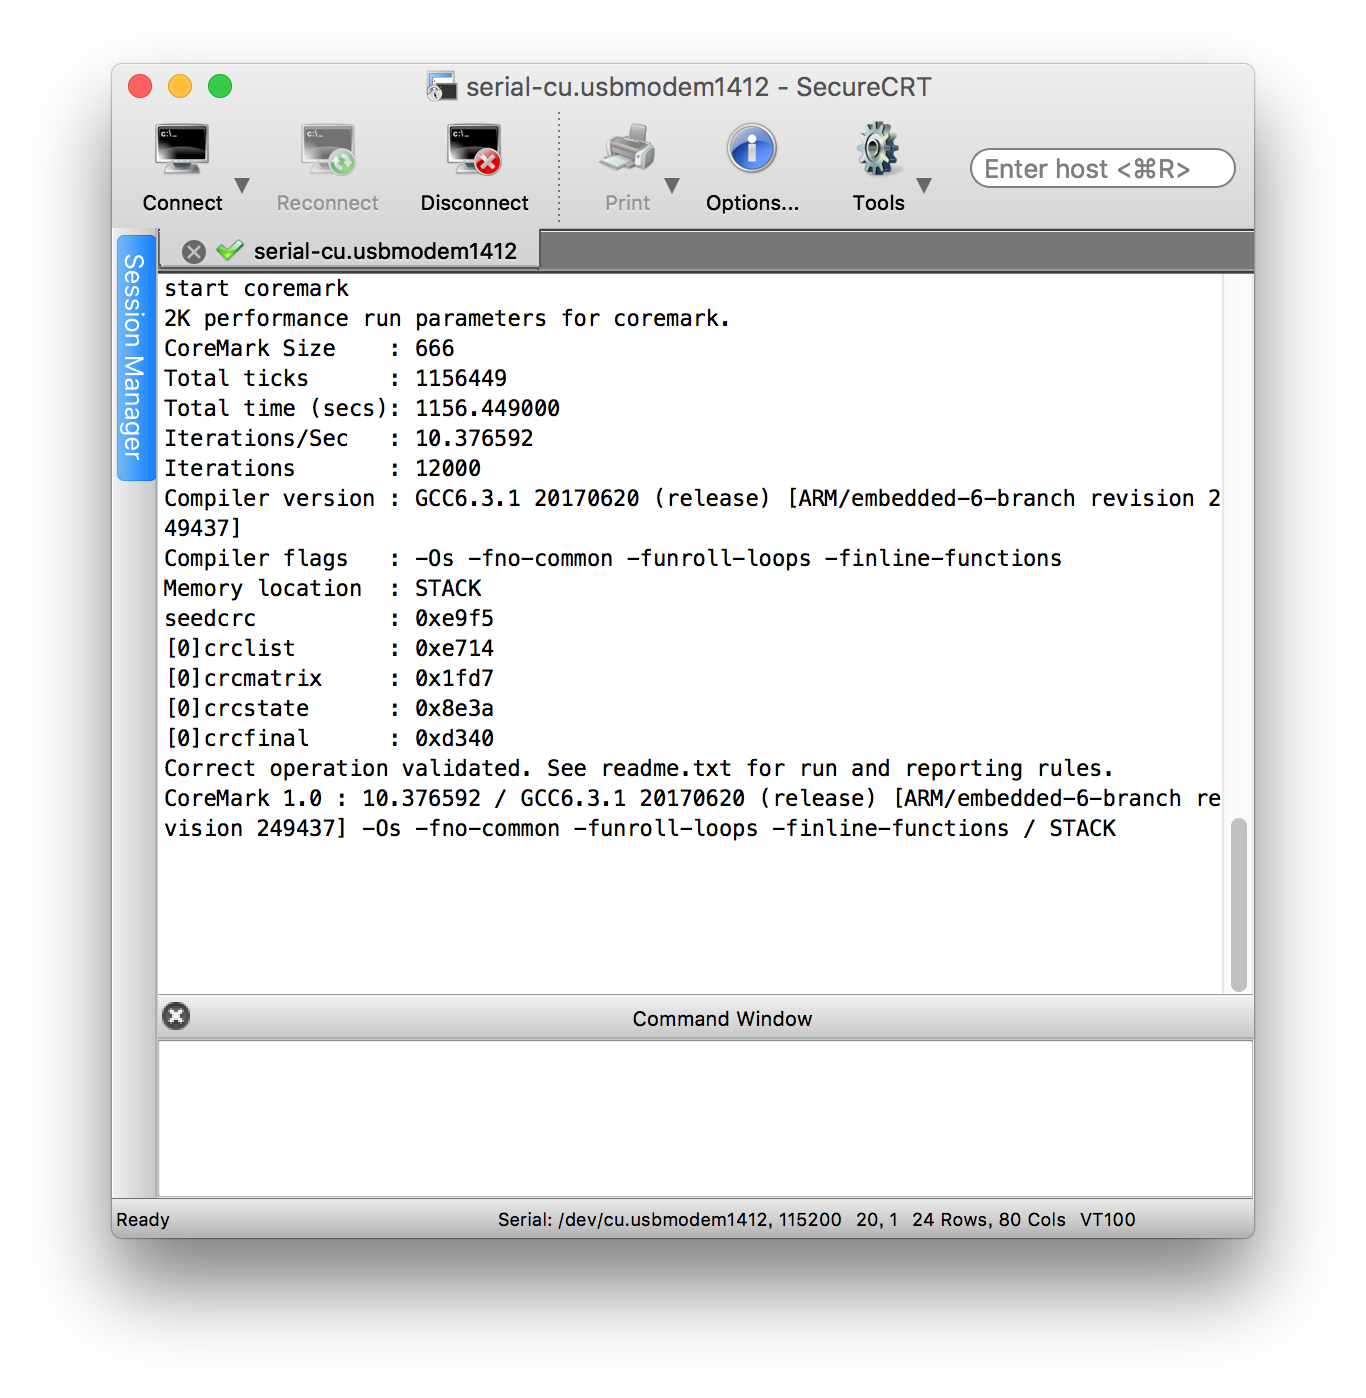 serial-cu.usbmodem1412 - SecureCRT
Connect
Reconnect
Disconnect
Print
Options...
Tools
Enter host <⌘R>
Session Manager
serial-cu.usbmodem1412
start coremark
2K performance run parameters for coremark.
CoreMark Size    : 666
Total ticks      : 1156449
Total time (secs): 1156.449000
Iterations/Sec   : 10.376592
Iterations       : 12000
Compiler version : GCC6.3.1 20170620 (release) [ARM/embedded-6-branch revision 2
49437]
Compiler flags   : -Os -fno-common -funroll-loops -finline-functions
Memory location  : STACK
seedcrc          : 0xe9f5
[0]crclist       : 0xe714
[0]crcmatrix     : 0x1fd7
[0]crcstate      : 0x8e3a
[0]crcfinal      : 0xd340
Correct operation validated. See readme.txt for run and reporting rules.
CoreMark 1.0 : 10.376592 / GCC6.3.1 20170620 (release) [ARM/embedded-6-branch re
vision 249437] -Os -fno-common -funroll-loops -finline-functions / STACK
Command Window
Ready
Serial: /dev/cu.usbmodem1412, 115200 20, 1 24 Rows, 80 Cols VT100